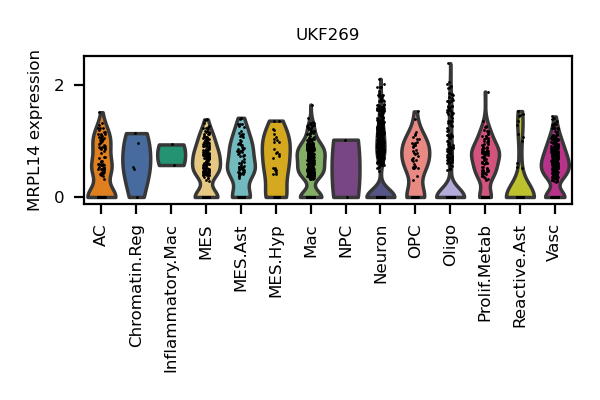 UKF269
MRPL14 expression
2
0
AC
Chromatin.Reg
Inflammatory.Mac
MES
MES.Ast
MES.Hyp
Mac
NPC
Neuron
OPC
Oligo
Prolif.Metab
Reactive.Ast
Vasc